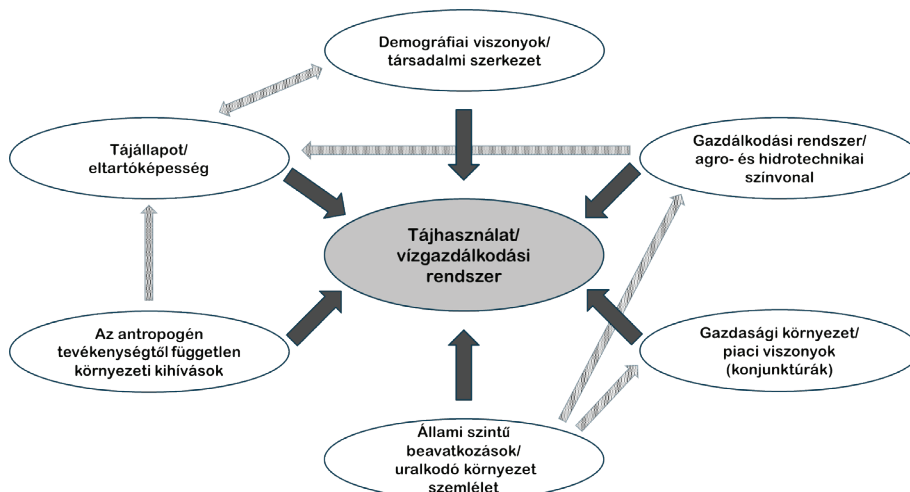 Demográfiai viszonyok/
társadalmi szerkezet
Tájállapot/
eltartóképesség
Gazdálkodási rendszer/
agro- és hidrotechnikai
színvonal
Tájhasználat/
vízgazdálkodási
rendszer
Az antropogén
tevékenységtől független
környezeti kihívások
Gazdasági környezet/
piaci viszonyok
(konjunktúrák)
Állami szintű
beavatkozások/
uralkodó környezet
szemlélet